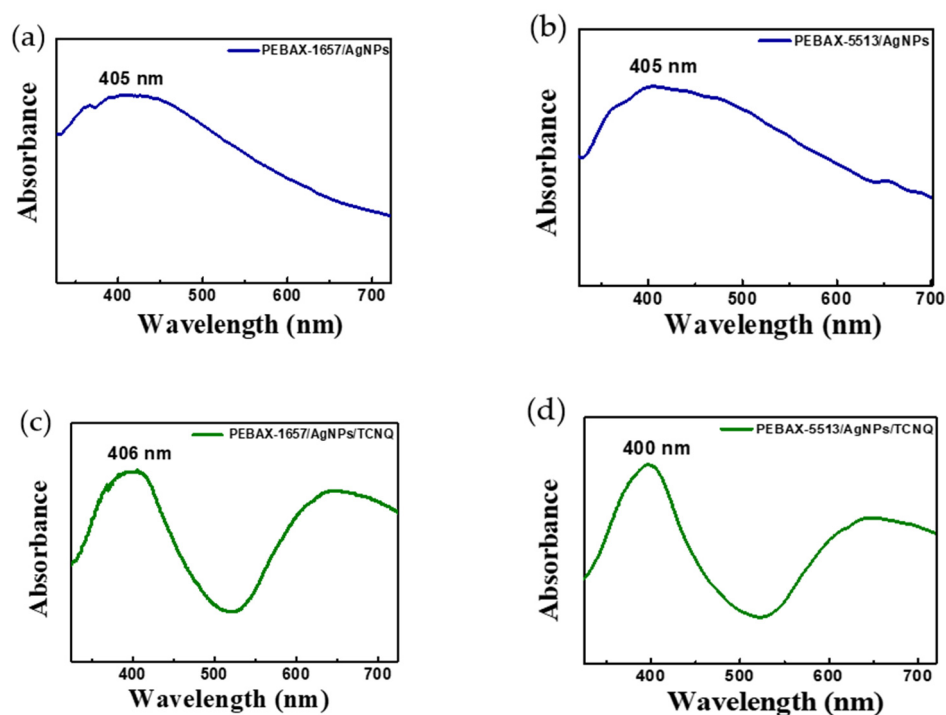 (a)
PEBAX-1657/AgNPs
405 nm
Absorbance
400 500 600 700
Wavelength (nm)
(b)
PEBAX-5513/AgNPs
405 nm
Absorbance
400 500 600 700
Wavelength (nm)
(c)
PEBAX-1657/AgNPs/TCNQ
406 nm
Absorbance
400 500 600 700
Wavelength (nm)
(d)
PEBAX-5513/AgNPs/TCNQ
400 nm
Absorbance
400 500 600 700
Wavelength (nm)